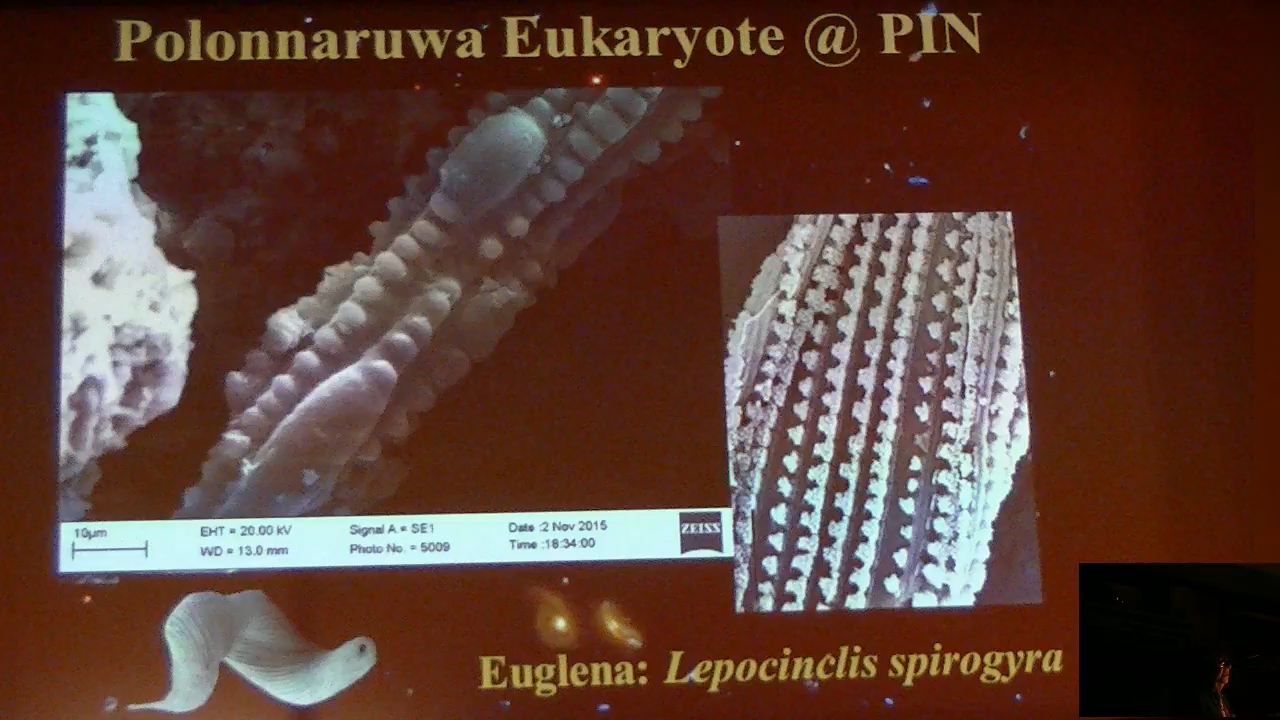 Polonnaruwa Eukaryote @ PIN
10µm
EHT = 20.00 kV
WD = 13.0 mm
Signal A = SE1
Photo No. = 5009
Date :2 Nov 2015
Time :18:34:00
ZEISS
Euglena: Lepocinclis spirogyra